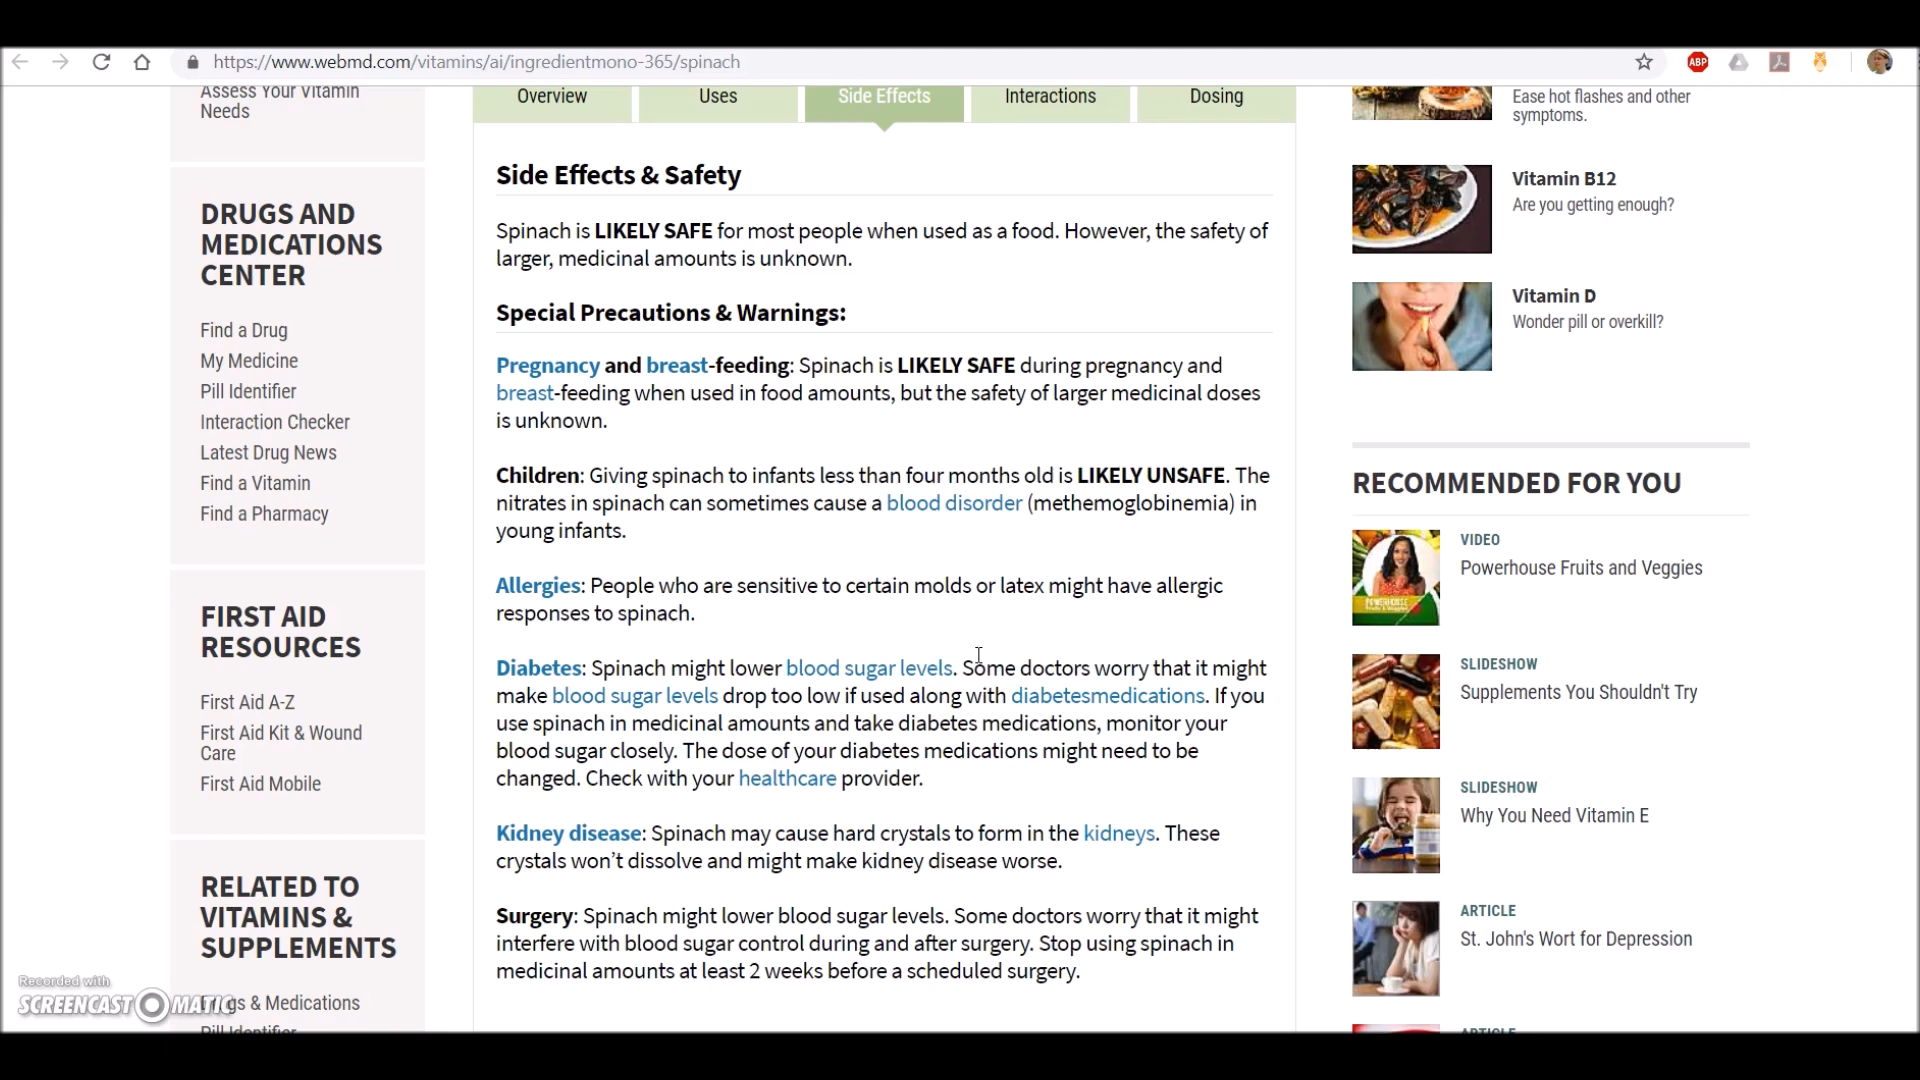 https://www.webmd.com/vitamins/ai/ingredientmono-365/spinach
ABP
Assess Your Vitamin
Needs
DRUGS AND
MEDICATIONS
CENTER
Find a Drug
My Medicine
Pill Identifier
Interaction Checker
Latest Drug News
Find a Vitamin
Find a Pharmacy
FIRST AID
RESOURCES
First Aid A-Z
First Aid Kit & Wound
Care
First Aid Mobile
RELATED TO
VITAMINS &
SUPPLEMENTS
Drugs & Medications
Pill Identifier
Recorded with
SCREENCAST MATIC
Overview
Uses
Side Effects
Interactions
Dosing
Side Effects & Safety
Spinach is LIKELY SAFE for most people when used as a food. However, the safety of
larger, medicinal amounts is unknown.
Special Precautions & Warnings:
Pregnancy and breast-feeding: Spinach is LIKELY SAFE during pregnancy and
breast-feeding when used in food amounts, but the safety of larger medicinal doses
is unknown.
Children: Giving spinach to infants less than four months old is LIKELY UNSAFE. The
nitrates in spinach can sometimes cause a blood disorder (methemoglobinemia) in
young infants.
Allergies: People who are sensitive to certain molds or latex might have allergic
responses to spinach.
Diabetes: Spinach might lower blood sugar levels. Some doctors worry that it might
make blood sugar levels drop too low if used along with diabetesmedications. If you
use spinach in medicinal amounts and take diabetes medications, monitor your
blood sugar closely. The dose of your diabetes medications might need to be
changed. Check with your healthcare provider.
Kidney disease: Spinach may cause hard crystals to form in the kidneys. These
crystals won’t dissolve and might make kidney disease worse.
Surgery: Spinach might lower blood sugar levels. Some doctors worry that it might
interfere with blood sugar control during and after surgery. Stop using spinach in
medicinal amounts at least 2 weeks before a scheduled surgery.
Ease hot flashes and other
symptoms.
Vitamin B12
Are you getting enough?
Vitamin D
Wonder pill or overkill?
RECOMMENDED FOR YOU
VIDEO
Powerhouse Fruits and Veggies
SLIDESHOW
Supplements You Shouldn't Try
SLIDESHOW
Why You Need Vitamin E
ARTICLE
St. John's Wort for Depression
ARTICLE